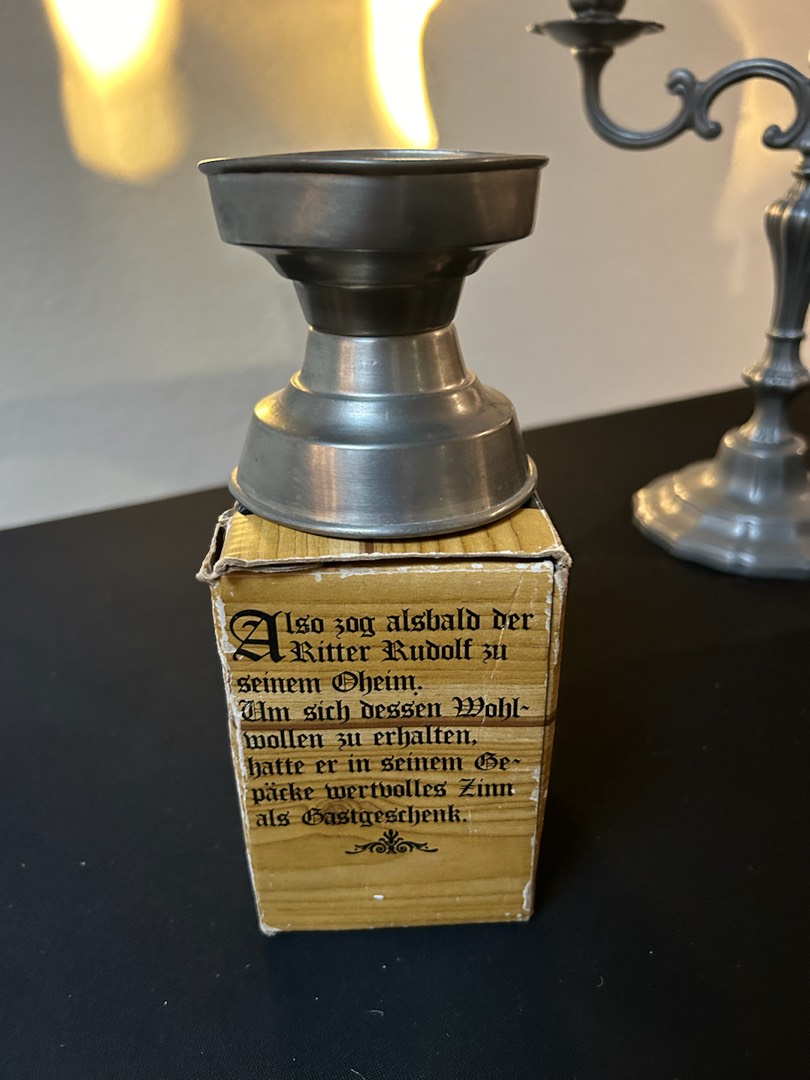 Also zog alsbald der
Ritter Rudolf zu
seinem Oheim.
Um sich dessen Wohl-
wollen zu erhalten,
hatte er in seinem Ge-
päcke wertvolles Zinn
als Gastgeschenk.